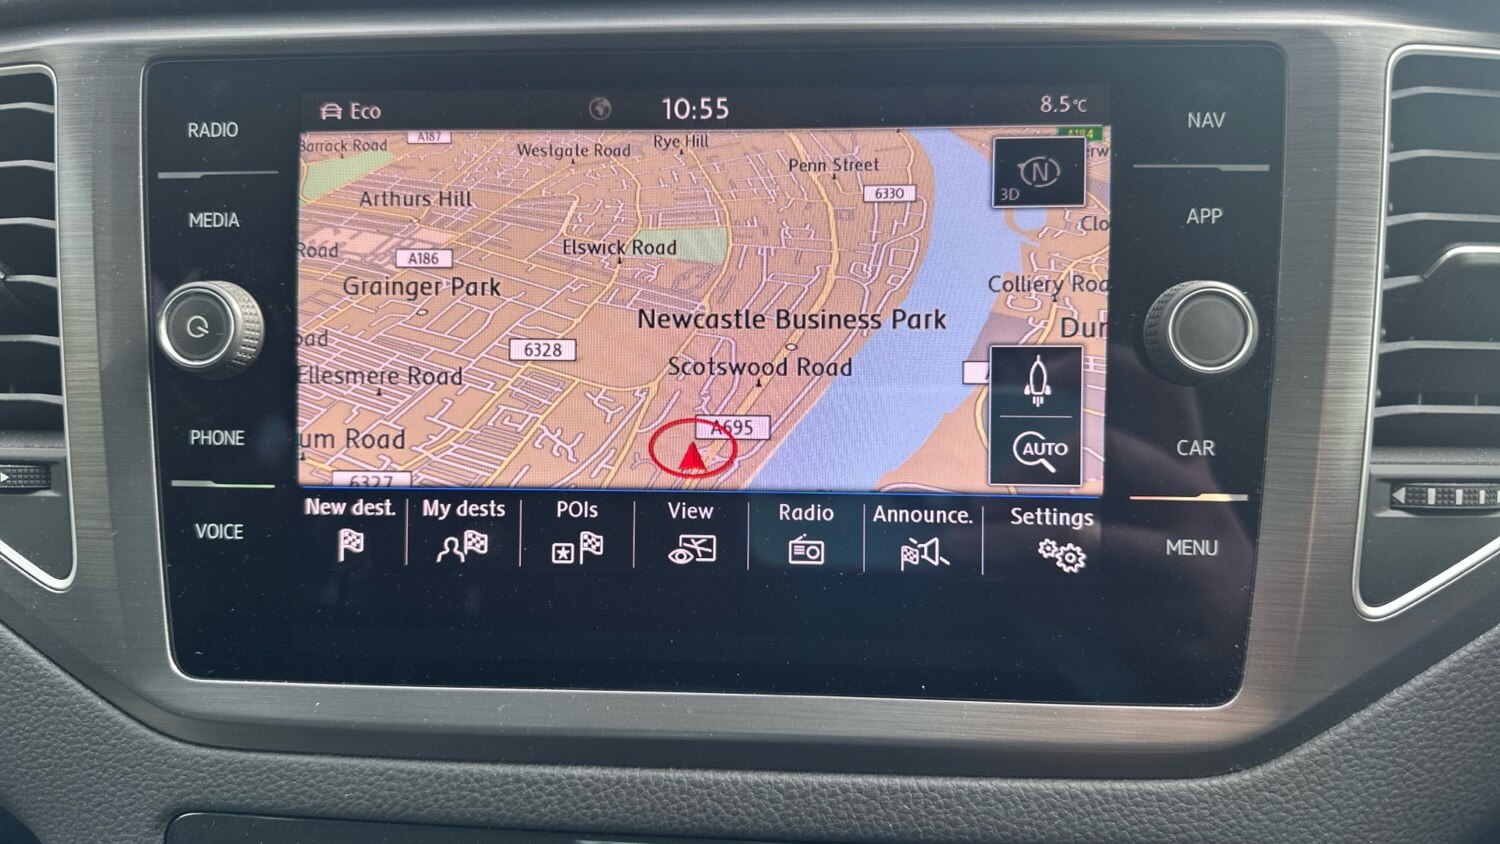 RADIO
MEDIA
PHONE
VOICE
Eco
10:55
8.5°C
Barrack Road
A187
Westgate Road
Rye Hill
Penn Street
A184
N
3D
Arthurs Hill
6330
Clo
Road
A186
Elswick Road
Grainger Park
Colliery Roa
Newcastle Business Park
Dur
oad
6328
Ellesmere Road
Scotswood Road
um Road
A695
AUTO
6327
New dest.
My dests
POIs
View
Radio
Announce.
Settings
NAV
APP
CAR
MENU